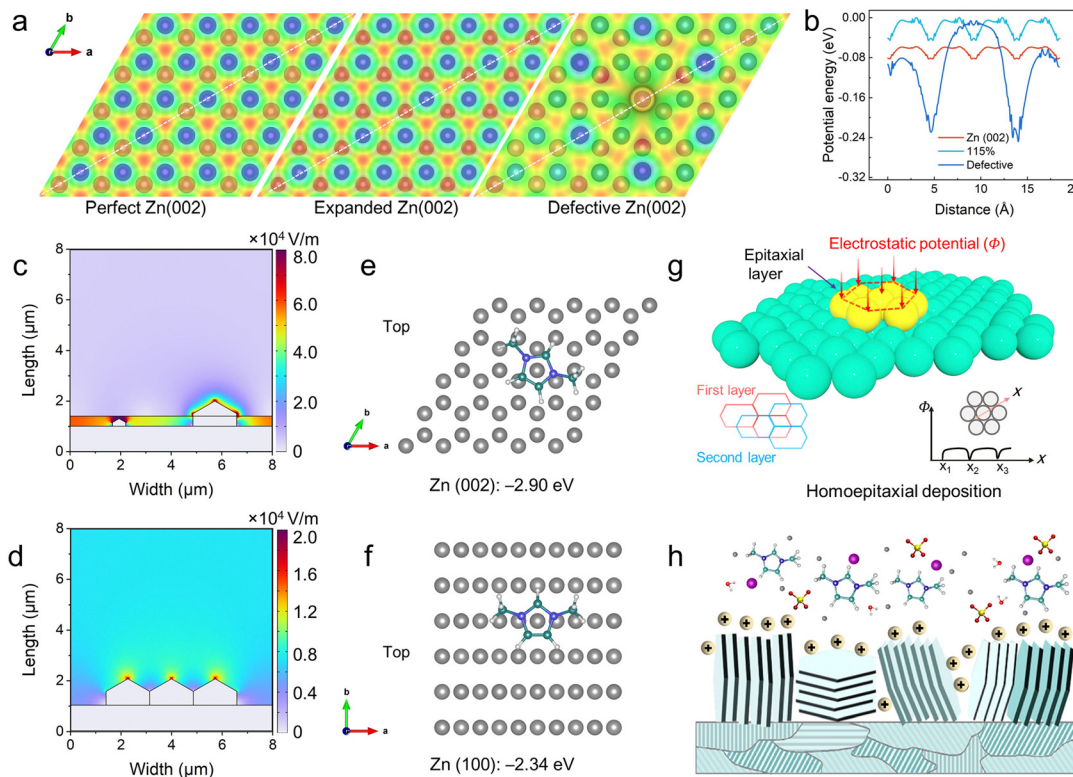 a
b
a
Perfect Zn(002)
Expanded Zn(002)
Defective Zn(002)
b
Potential energy (eV)
0.00
-0.08
-0.16
-0.24
-0.32
Zn (002)
115%
Defective
0
5
10
15
Distance (Å)
c
×10⁴ V/m
Length (μm)
8
6
4
2
0
0
2
4
6
8
Width (μm)
8.0
6.0
4.0
2.0
0
d
×10⁴ V/m
Length (μm)
8
6
4
2
0
0
2
4
6
8
Width (μm)
2.0
1.6
1.2
0.8
0.4
0
e
Top
b
a
Zn (002): –2.90 eV
f
Top
b
a
Zn (100): –2.34 eV
g
Electrostatic potential (Φ)
Epitaxial
layer
First layer
Second layer
X
Φ
x₁ x₂ x₃
X
Homoepitaxial deposition
h
+ + + +
+ + + +
+ + + +
+ + + +